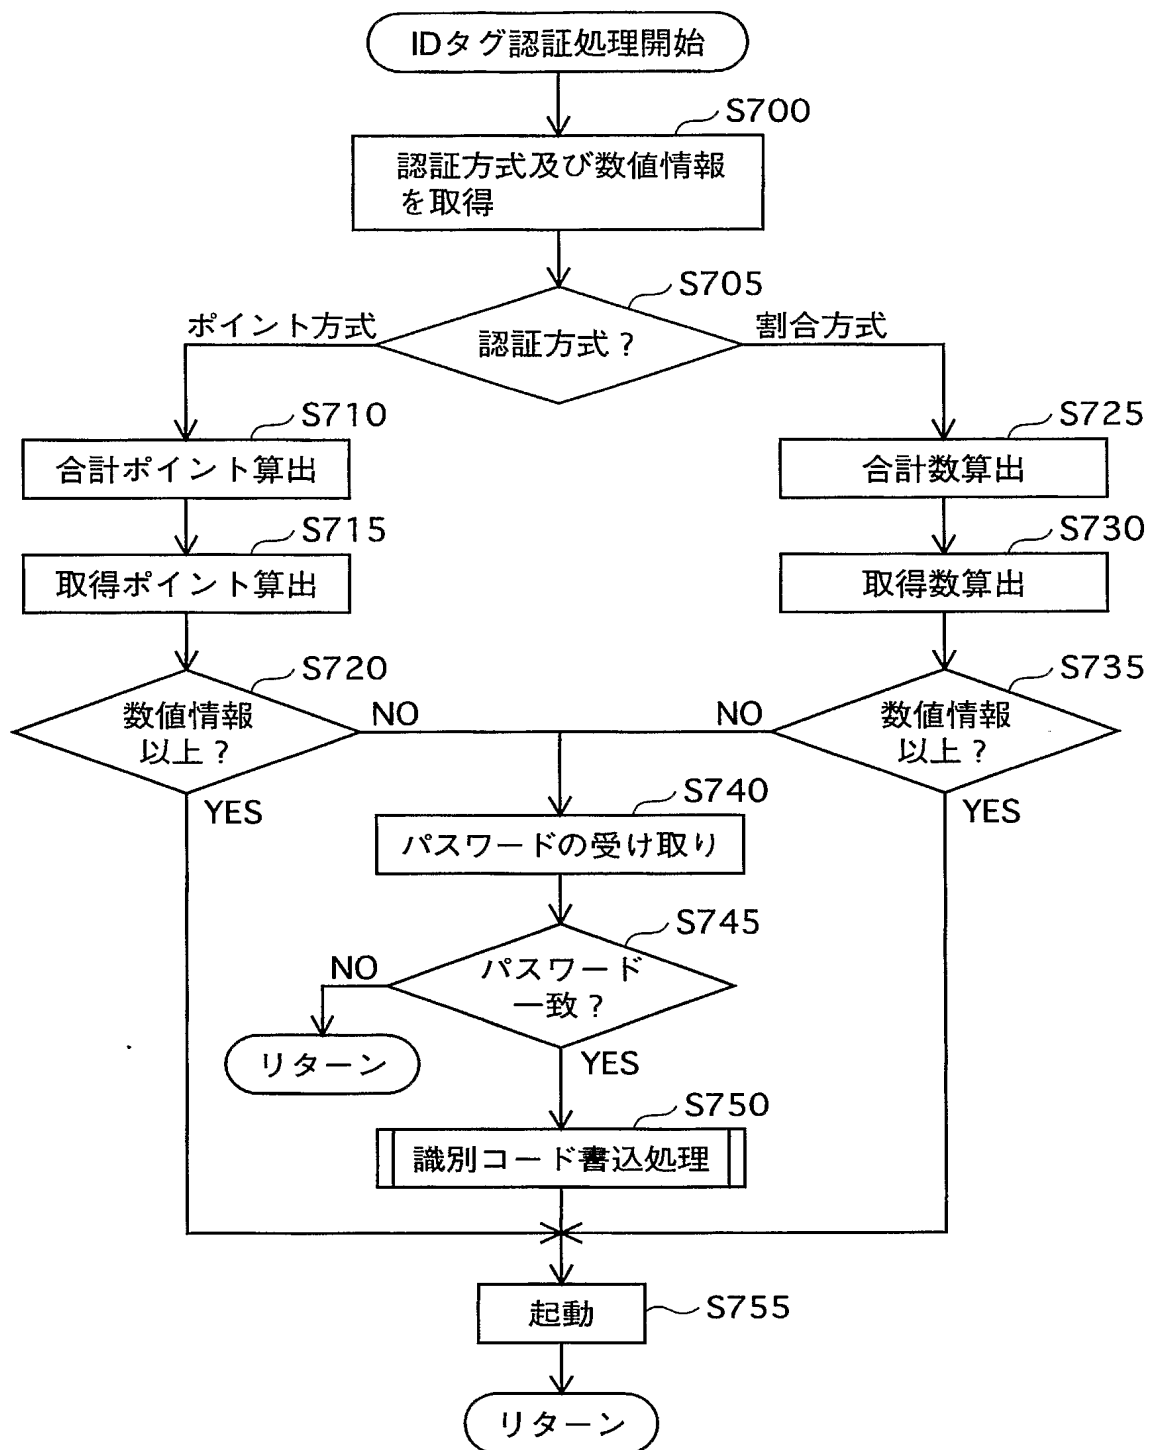 IDタグ認証処理開始
S700
認証方式及び数値情報
を取得
S705
ポイント方式
認証方式？
割合方式
S710
合計ポイント算出
S725
合計数算出
S715
取得ポイント算出
S730
取得数算出
S720
数値情報
以上？
NO
YES
S735
NO
数値情報
以上？
YES
S740
パスワードの受け取り
S745
パスワード
一致？
NO
リターン
YES
S750
識別コード書込処理
起動
S755
リターン